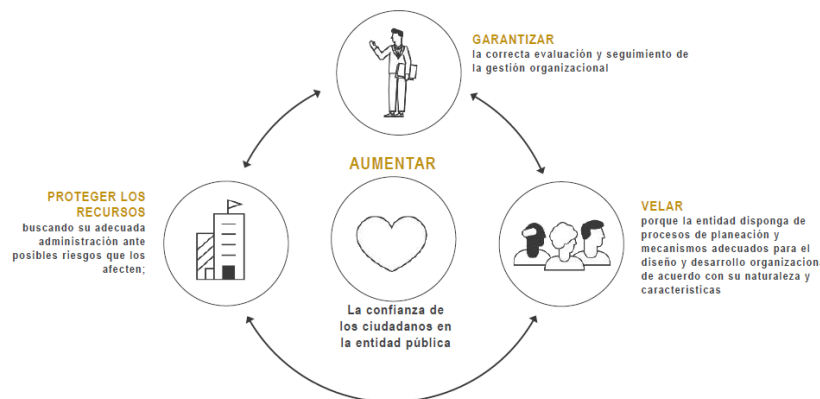 GARANTIZAR
la correcta evaluación y seguimiento de
la gestión organizacional
AUMENTAR
PROTEGER LOS
RECURSOS
buscando su adecuada
administración ante
posibles riesgos que los
afecten;
VELAR
porque la entidad disponga de
procesos de planeación y
mecanismos adecuados para el
diseño y desarrollo organizacion
de acuerdo con su naturaleza y
características
La confianza de
los ciudadanos en
la entidad pública